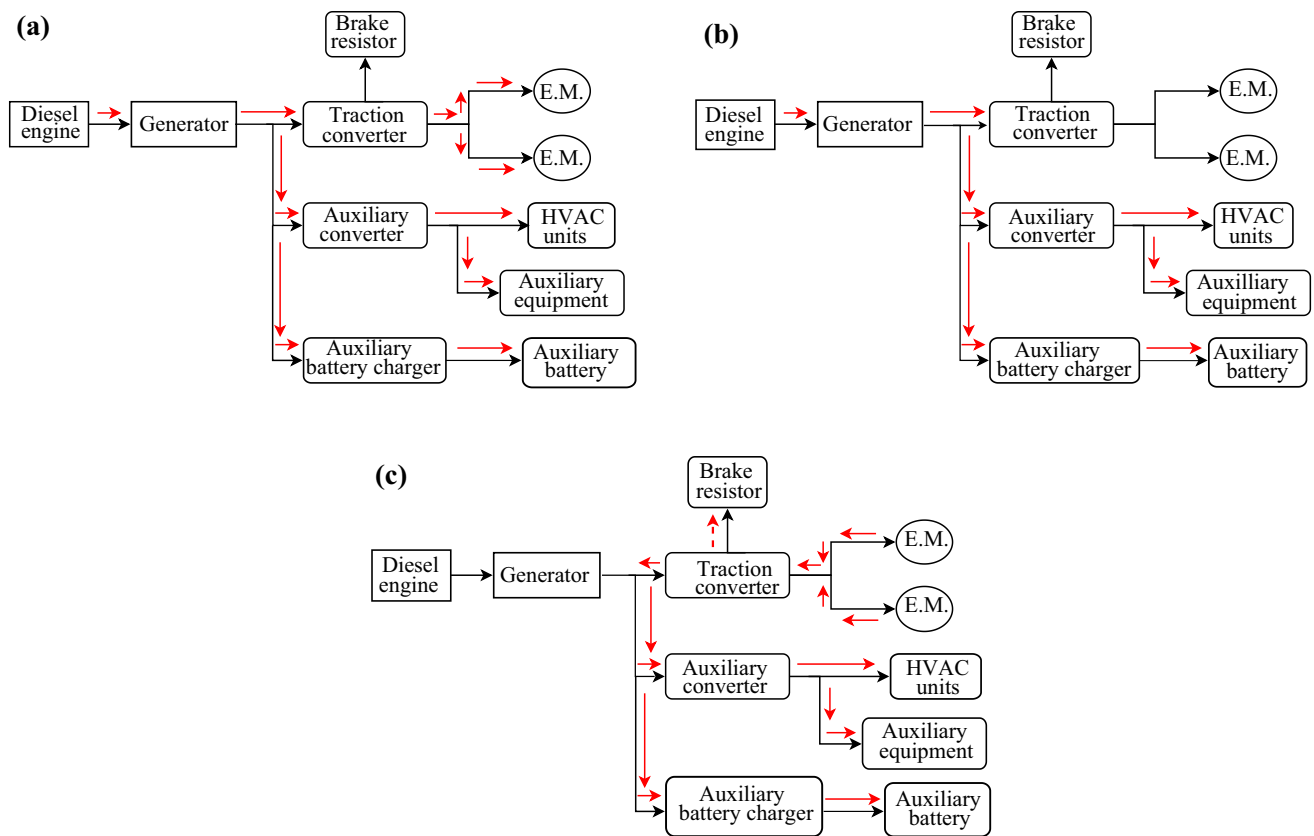 (a)
Brake
resistor
Diesel
engine
Generator
Traction
converter
E.M.
E.M.
Auxiliary
converter
HVAC
units
Auxiliary
equipment
Auxiliary
battery charger
Auxiliary
battery
(b)
Brake
resistor
Diesel
engine
Generator
Traction
converter
E.M.
E.M.
Auxiliary
converter
HVAC
units
Auxilliary
equipment
Auxiliary
battery charger
Auxiliary
battery
(c)
Brake
resistor
Diesel
engine
Generator
Traction
converter
E.M.
E.M.
Auxiliary
converter
HVAC
units
Auxiliary
equipment
Auxiliary
battery charger
Auxiliary
battery